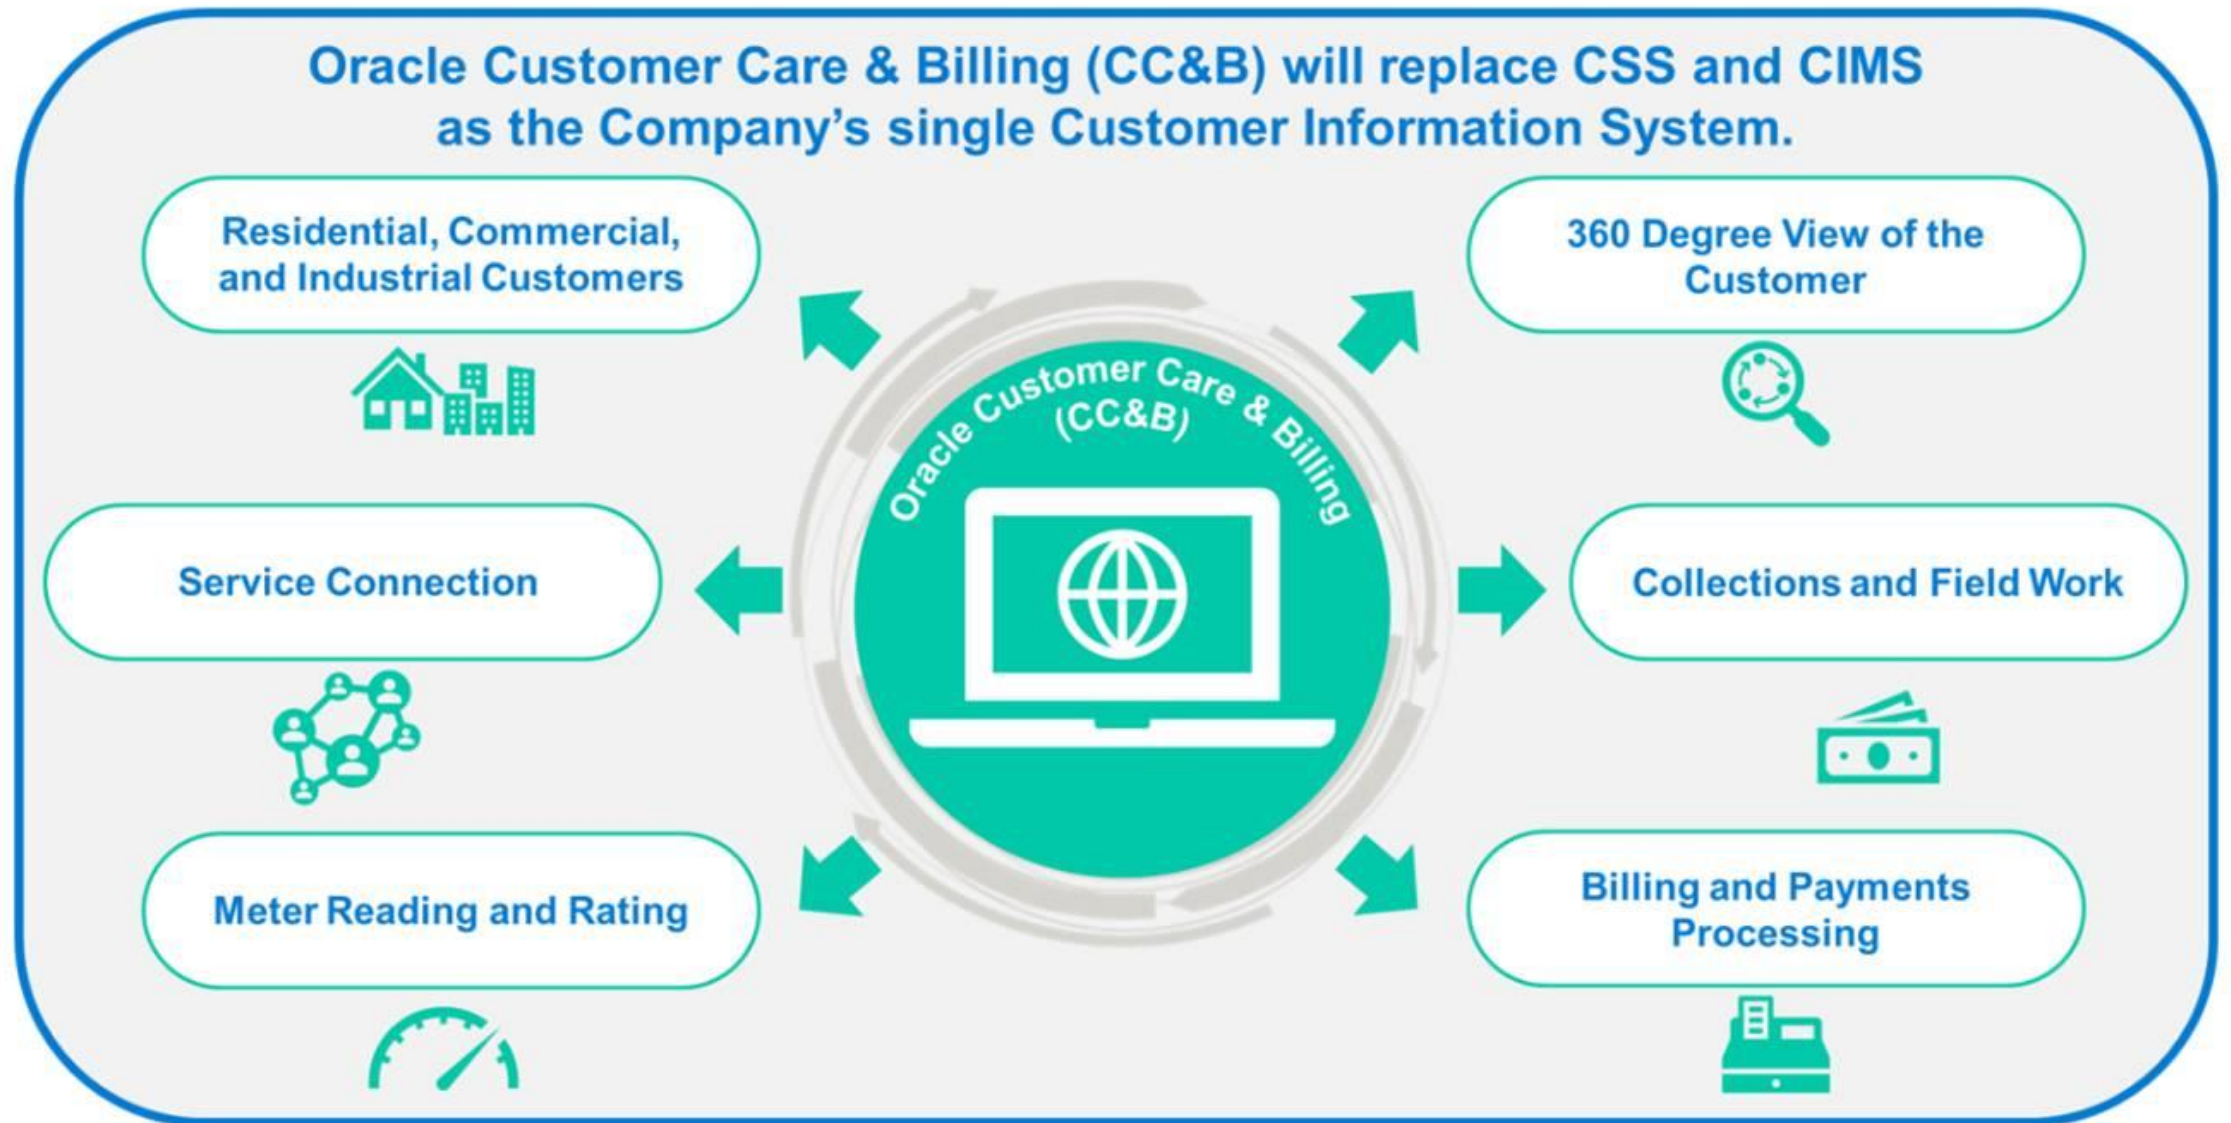 Oracle Customer Care & Billing (CC&B) will replace CSS and CIMS
as the Company’s single Customer Information System.
Residential, Commercial,
and Industrial Customers
360 Degree View of the
Customer
Oracle Customer Care & Billing
(CC&B)
Service Connection
Collections and Field Work
Meter Reading and Rating
Billing and Payments
Processing